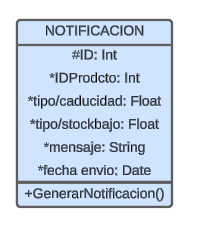 NOTIFICACION
#ID: Int
*IDProdcto: Int
*tipo/caducidad: Float
*tipo/stockbajo: Float
*mensaje: String
*fecha envio: Date
+GenerarNotificacion()